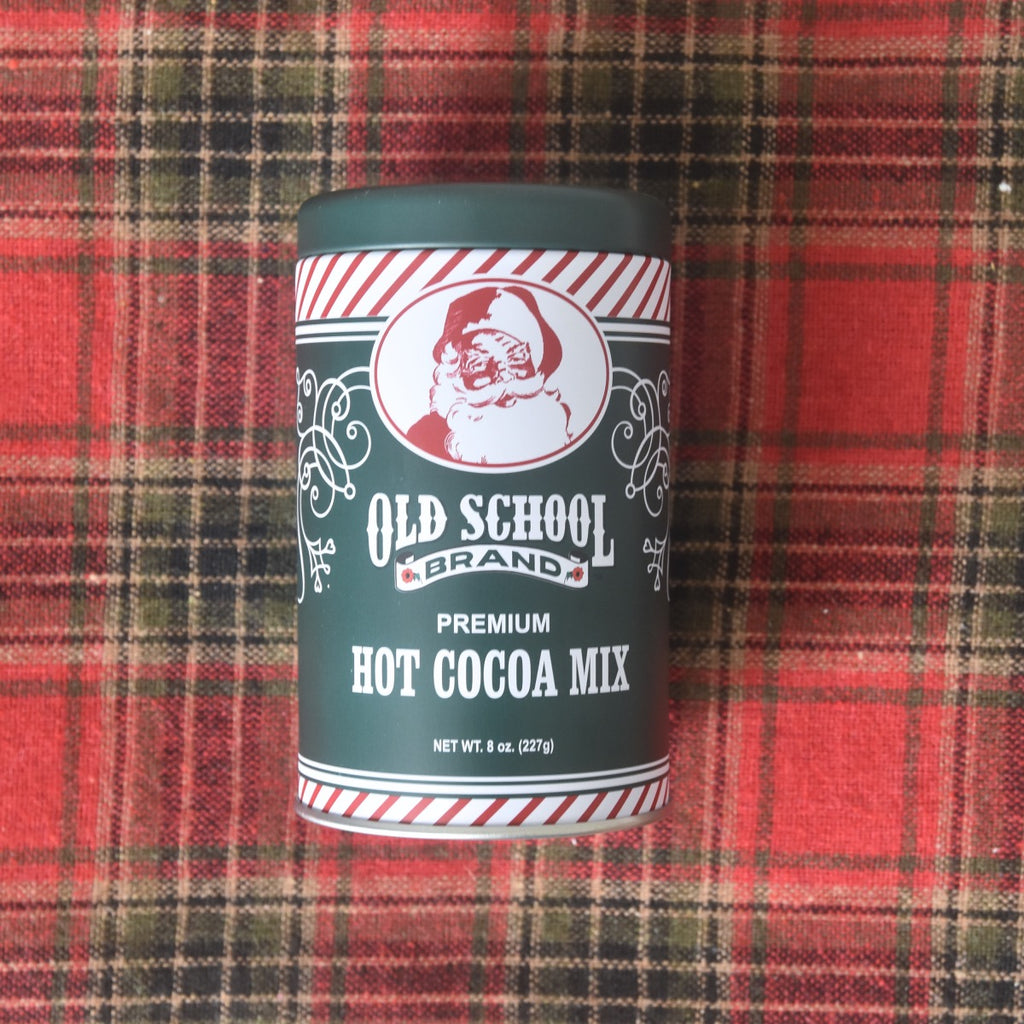 OLD SCHOOL
BRAND
PREMIUM
HOT COCOA MIX
NET WT. 8 oz. (227g)